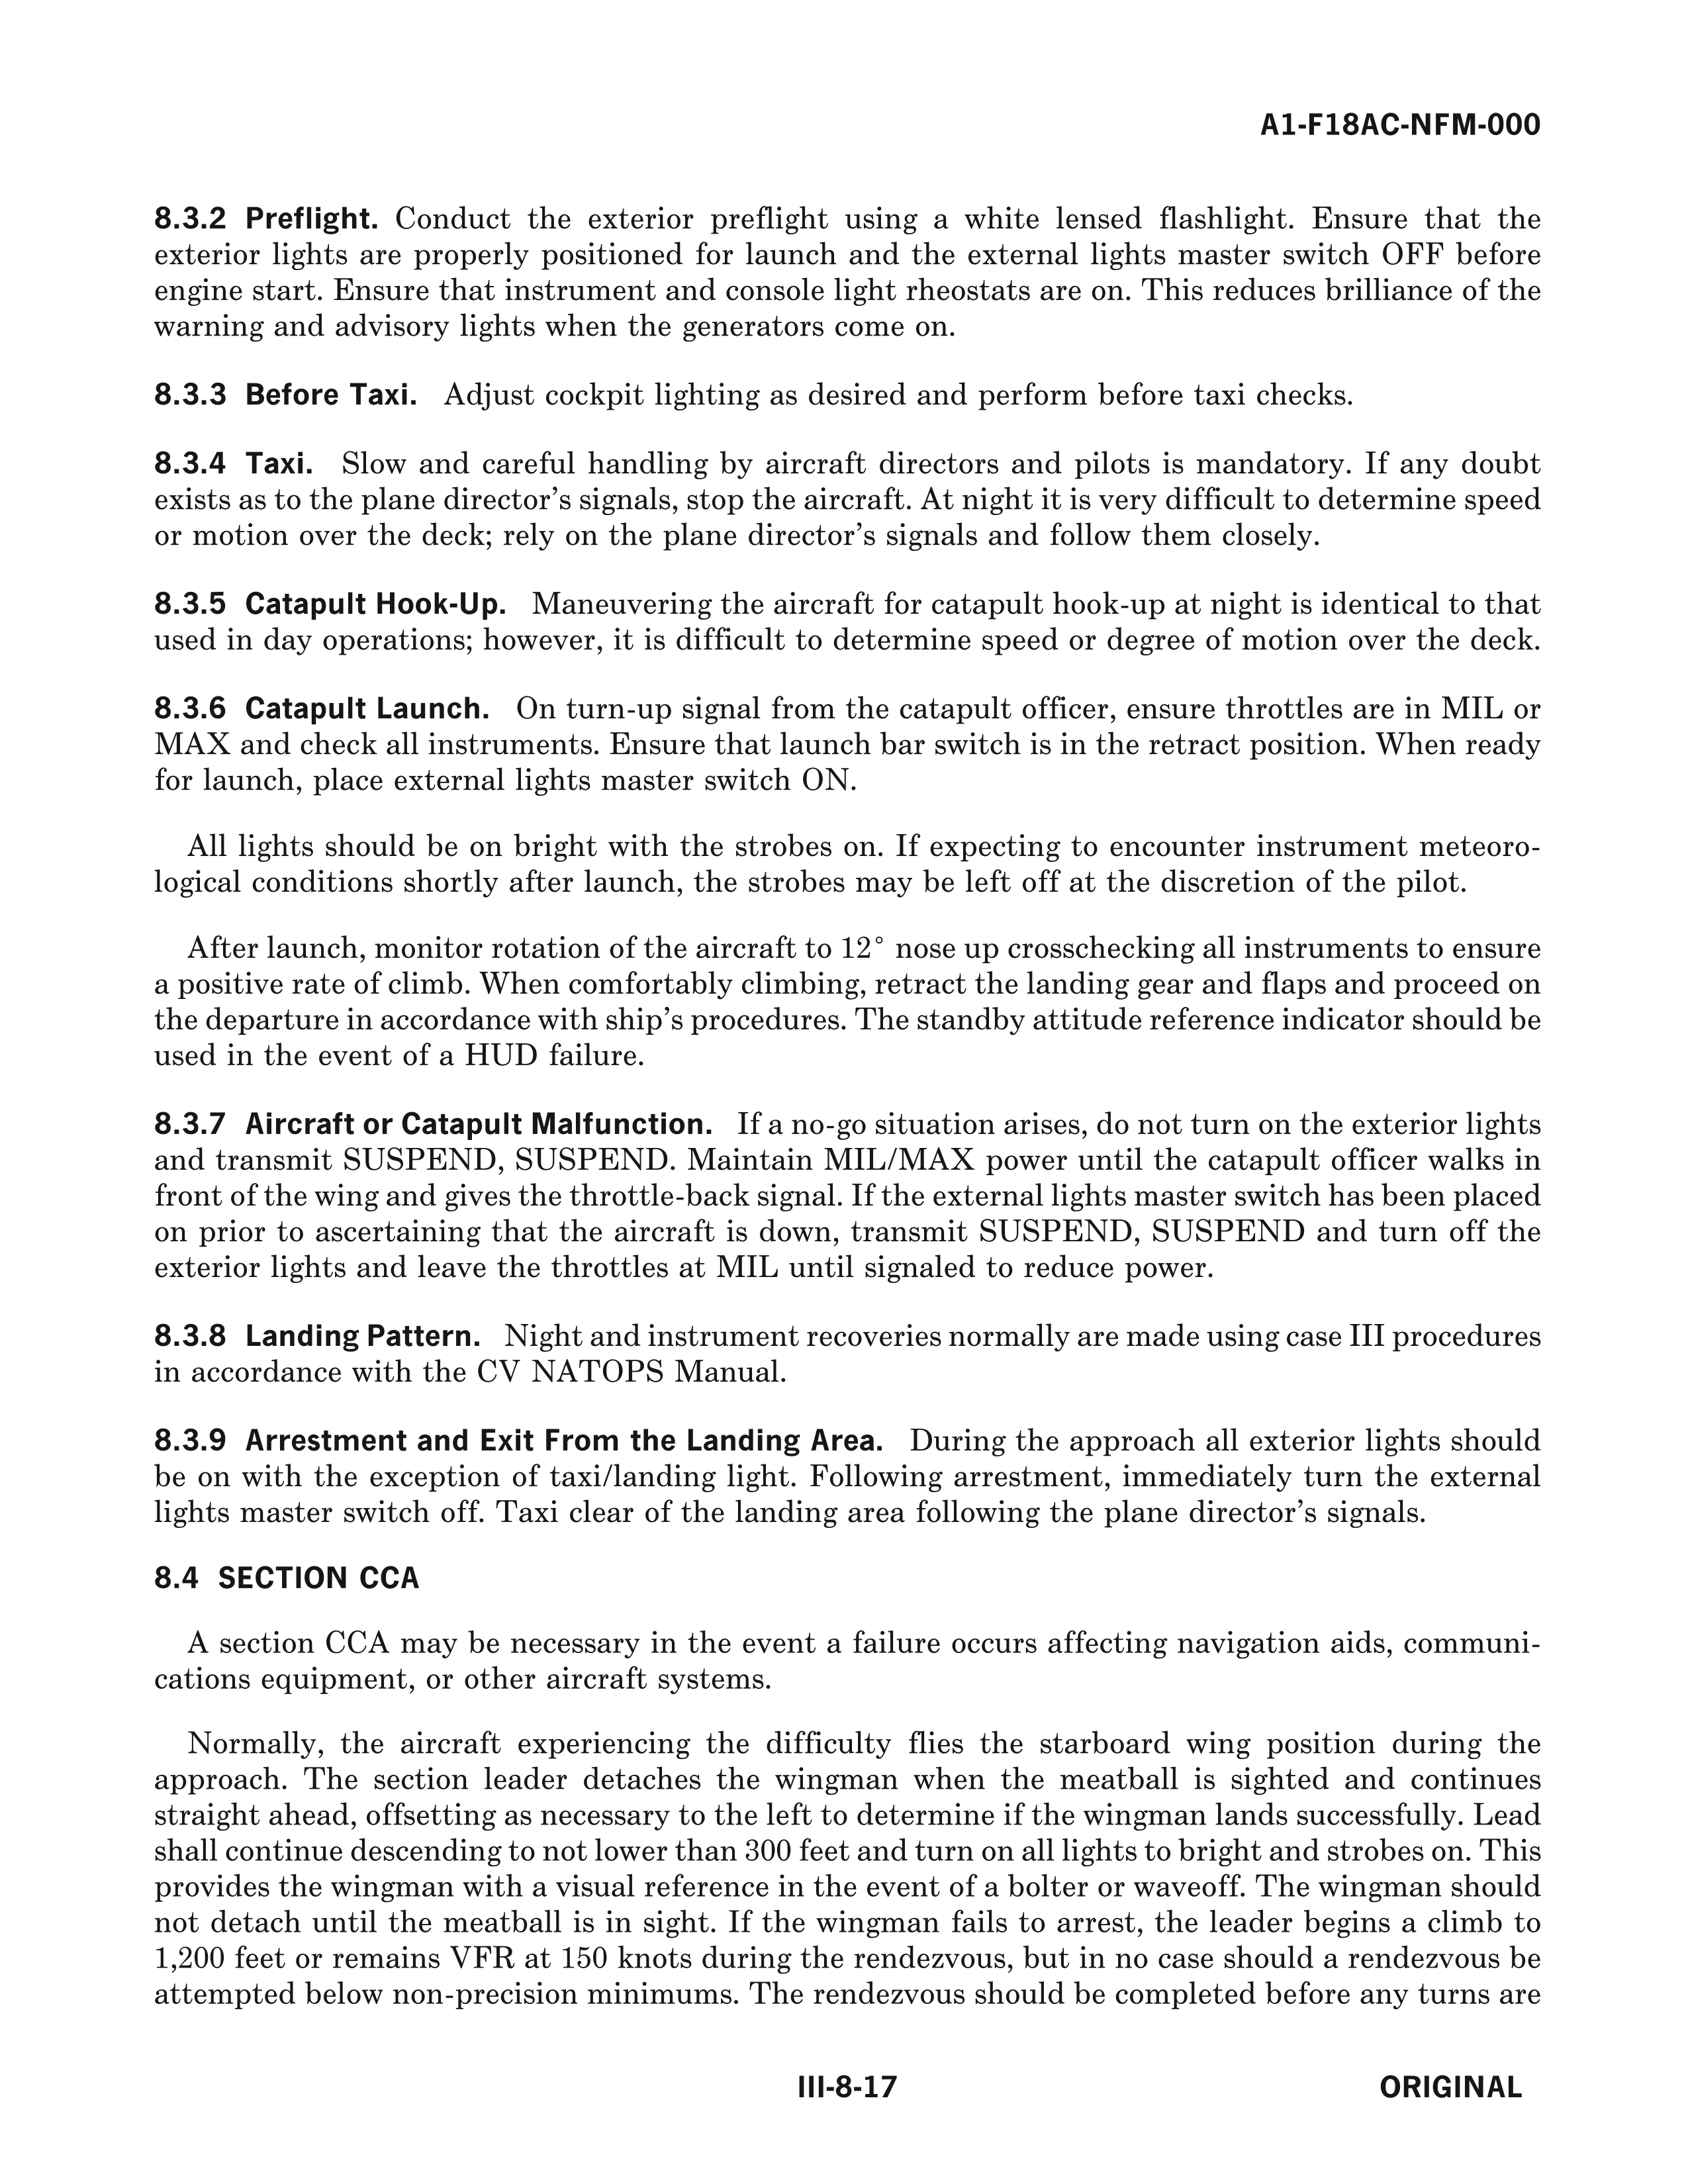 A1-F18AC-NFM-000
8.3.2 Preflight. Conduct the exterior preflight using a white lensed flashlight. Ensure that the
exterior lights are properly positioned for launch and the external lights master switch OFF before
engine start. Ensure that instrument and console light rheostats are on. This reduces brilliance of the
warning and advisory lights when the generators come on.
8.3.3 Before Taxi. Adjust cockpit lighting as desired and perform before taxi checks.
8.3.4 Taxi. Slow and careful handling by aircraft directors and pilots is mandatory. If any doubt
exists as to the plane director's signals, stop the aircraft. At night it is very difficult to determine speed
or motion over the deck; rely on the plane director's signals and follow them closely.
8.3.5 Catapult Hook-Up. Maneuvering the aircraft for catapult hook-up at night is identical to that
used in day operations; however, it is difficult to determine speed or degree of motion over the deck.
8.3.6 Catapult Launch. On turn-up signal from the catapult officer, ensure throttles are in MIL or
MAX and check all instruments. Ensure that launch bar switch is in the retract position. When ready
for launch, place external lights master switch ON.
All lights should be on bright with the strobes on. If expecting to encounter instrument meteoro-
logical conditions shortly after launch, the strobes may be left off at the discretion of the pilot.
After launch, monitor rotation of the aircraft to 12° nose up crosschecking all instruments to ensure
a positive rate of climb. When comfortably climbing, retract the landing gear and flaps and proceed on
the departure in accordance with ship's procedures. The standby attitude reference indicator should be
used in the event of a HUD failure.
8.3.7 Aircraft or Catapult Malfunction. If a no-go situation arises, do not turn on the exterior lights
and transmit SUSPEND, SUSPEND. Maintain MIL/MAX power until the catapult officer walks in
front of the wing and gives the throttle-back signal. If the external lights master switch has been placed
on prior to ascertaining that the aircraft is down, transmit SUSPEND, SUSPEND and turn off the
exterior lights and leave the throttles at MIL until signaled to reduce power.
8.3.8 Landing Pattern. Night and instrument recoveries normally are made using case III procedures
in accordance with the CV NATOPS Manual.
8.3.9 Arrestment and Exit From the Landing Area. During the approach all exterior lights should
be on with the exception of taxi/landing light. Following arrestment, immediately turn the external
lights master switch off. Taxi clear of the landing area following the plane director's signals.
8.4 SECTION CCA
A section CCA may be necessary in the event a failure occurs affecting navigation aids, communi-
cations equipment, or other aircraft systems.
Normally, the aircraft experiencing the difficulty flies the starboard wing position during the
approach. The section leader detaches the wingman when the meatball is sighted and continues
straight ahead, offsetting as necessary to the left to determine if the wingman lands successfully. Lead
shall continue descending to not lower than 300 feet and turn on all lights to bright and strobes on. This
provides the wingman with a visual reference in the event of a bolter or waveoff. The wingman should
not detach until the meatball is in sight. If the wingman fails to arrest, the leader begins a climb to
1,200 feet or remains VFR at 150 knots during the rendezvous, but in no case should a rendezvous be
attempted below non-precision minimums. The rendezvous should be completed before any turns are
III-8-17
ORIGINAL